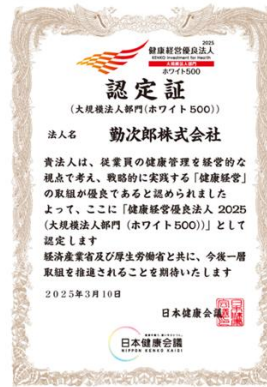 2025
健康経営優良法人
KENKO Investment for Health
大規模法人部門
ホワイト500
認定証
(大規模法人部門(ホワイト500))
法人名 勤次郎株式会社
貴法人は、従業員の健康管理を経営的な
視点で考え、戦略的に実践する「健康経営」
の取組が優良であると認められました
よって、ここに「健康経営優良法人 2025
(大規模法人部門 (ホワイト500))」として
認定します
経済産業省及び厚生労働省と共に、今後一層
取組を推進されることを期待いたします
2025年3月10日
日本健康会議
日本健康会議
NIPPON KENKO KAIGI